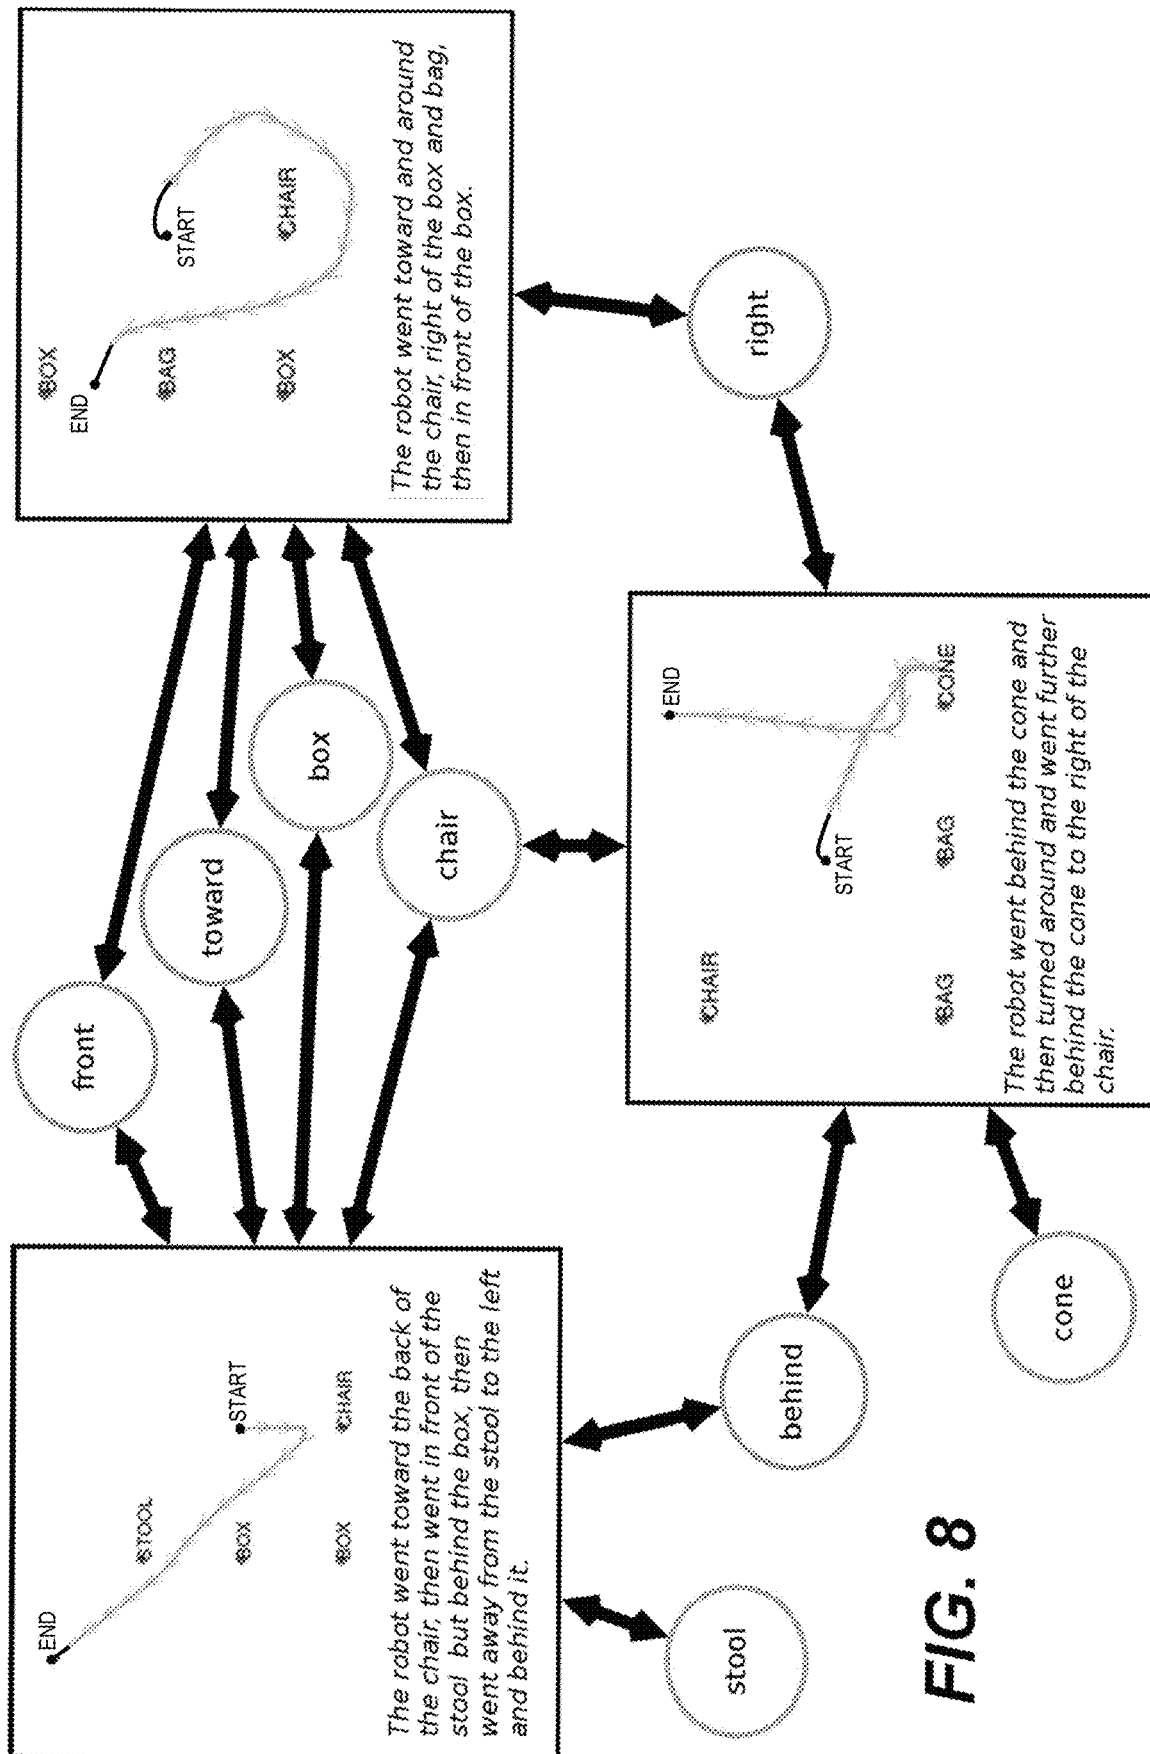 END
STOOL
BOX
START
BOX
CHAIR
The robot went toward the back of
the chair, then went in front of the
stool but behind the box, then
went away from the stool to the left
and behind it.
front
toward
box
chair
BOX
END
BAG
START
BOX
CHAIR
The robot went toward and around
the chair, right of the box and bag,
then in front of the box.
stool
behind
right
END
CHAIR
START
BAG
BAG
CONE
The robot went behind the cone and
then turned around and went further
behind the cone to the right of the
chair.
cone
FIG. 8